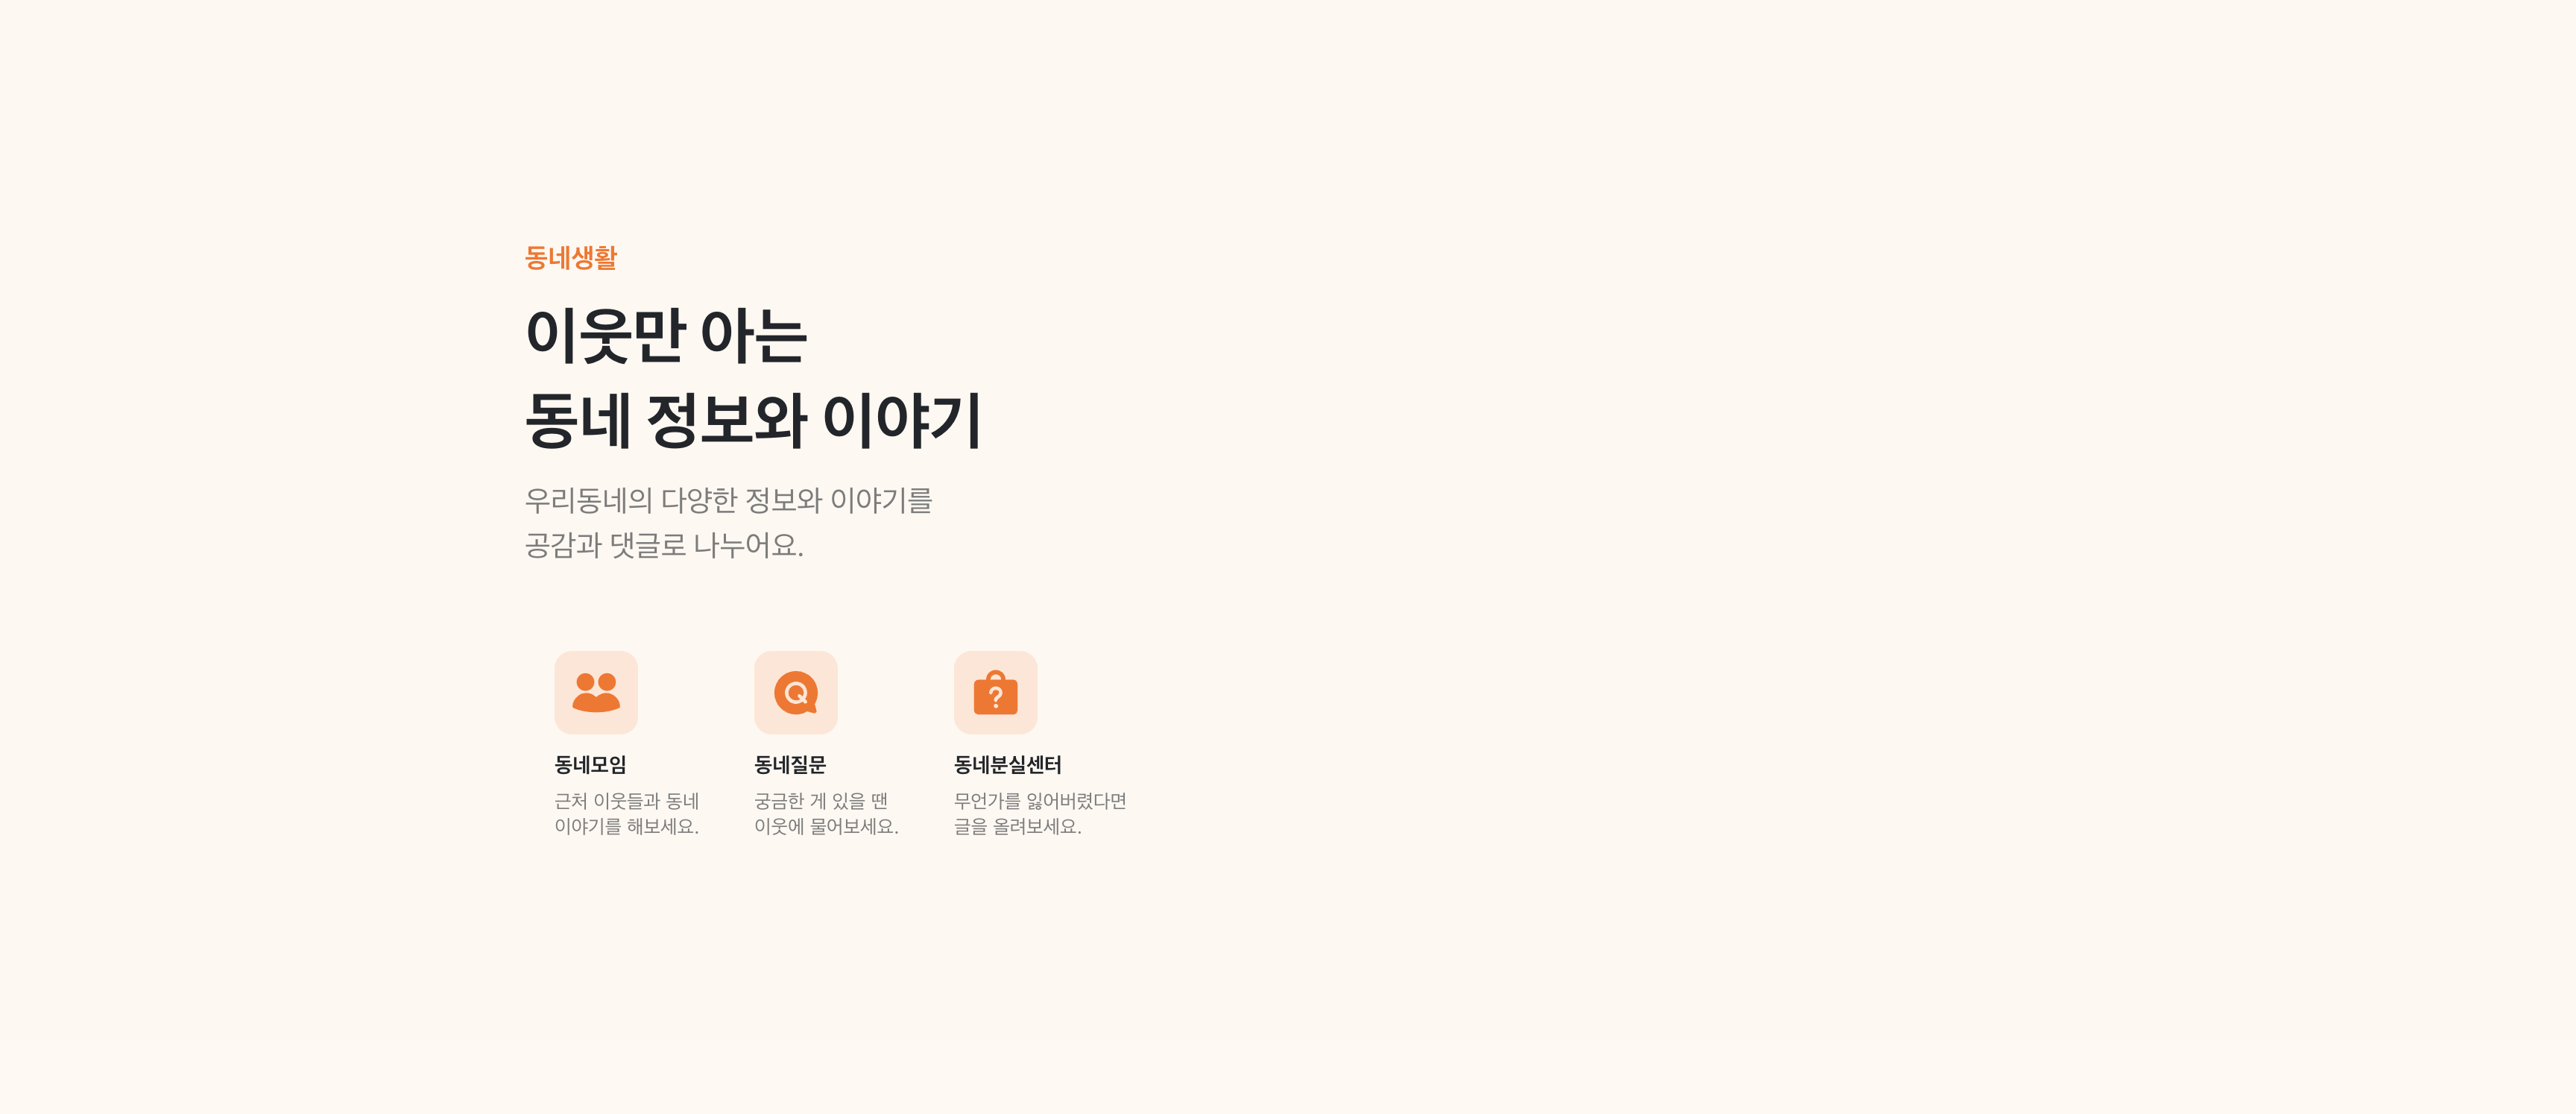 동네생활
이웃만 아는
동네 정보와 이야기
우리동네의 다양한 정보와 이야기를
공감과 댓글로 나누어요.
동네모임
근처 이웃들과 동네
이야기를 해보세요.
동네질문
궁금한 게 있을 땐
이웃에 물어보세요.
동네분실센터
무언가를 잃어버렸다면
글을 올려보세요.